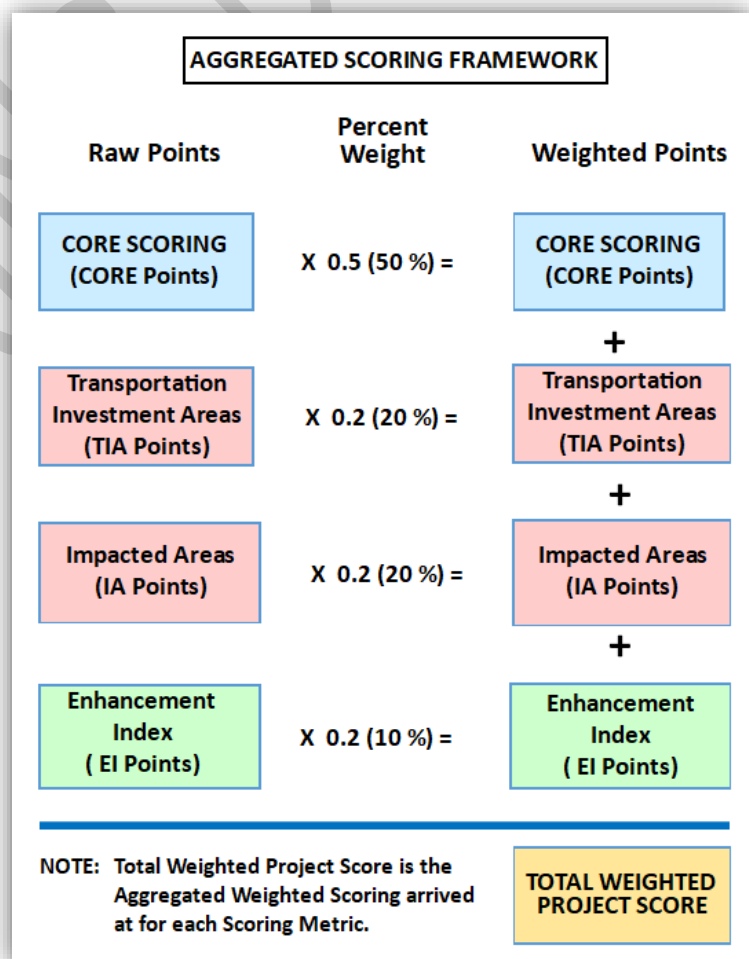 AGGREGATED SCORING FRAMEWORK
Raw Points
Percent
Weight
Weighted Points
CORE SCORING
(CORE Points)
X 0.5 (50 %) =
CORE SCORING
(CORE Points)
+
Transportation
Investment Areas
(TIA Points)
X 0.2 (20 %) =
Transportation
Investment Areas
(TIA Points)
+
Impacted Areas
(IA Points)
X 0.2 (20 %) =
Impacted Areas
(IA Points)
+
Enhancement
Index
( EI Points)
X 0.2 (10 %) =
Enhancement
Index
( EI Points)
NOTE: Total Weighted Project Score is the
Aggregated Weighted Scoring arrived
at for each Scoring Metric.
TOTAL WEIGHTED
PROJECT SCORE